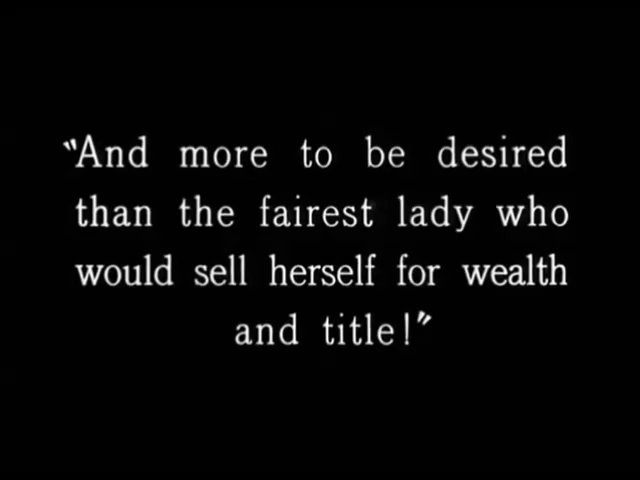 "And more to be desired
than the fairest lady who
would sell herself for wealth
and title!"